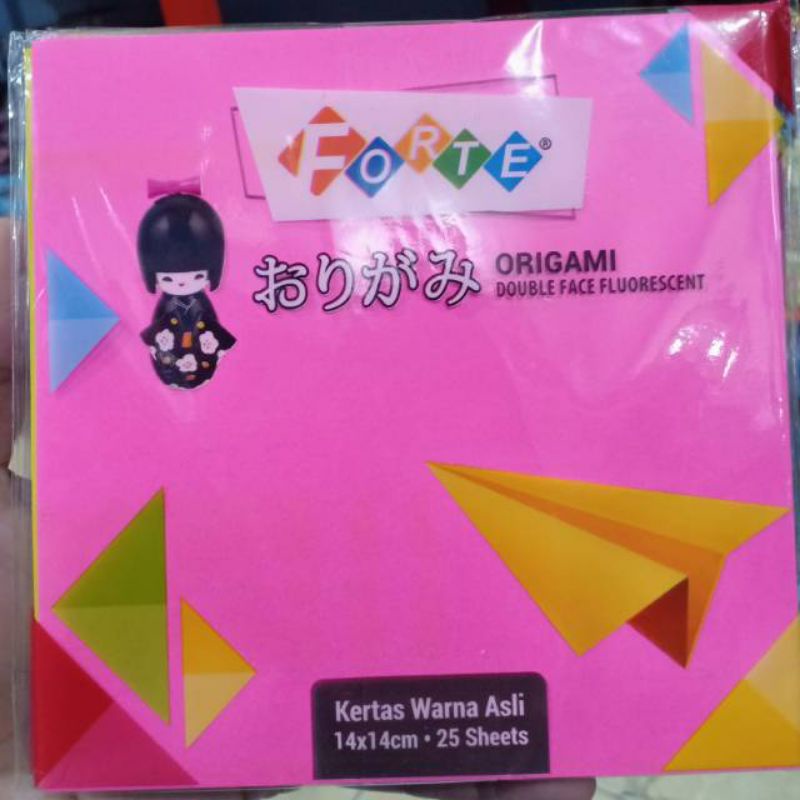 FORTE®
おりがみ
ORIGAMI
DOUBLE FACE FLUORESCENT
Kertas Warna Asli
14x14cm • 25 Sheets